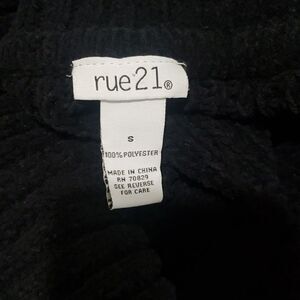 rue21®
S
100% POLYESTER
MADE IN CHINA
RN 70829
SEE REVERSE
FOR CARE